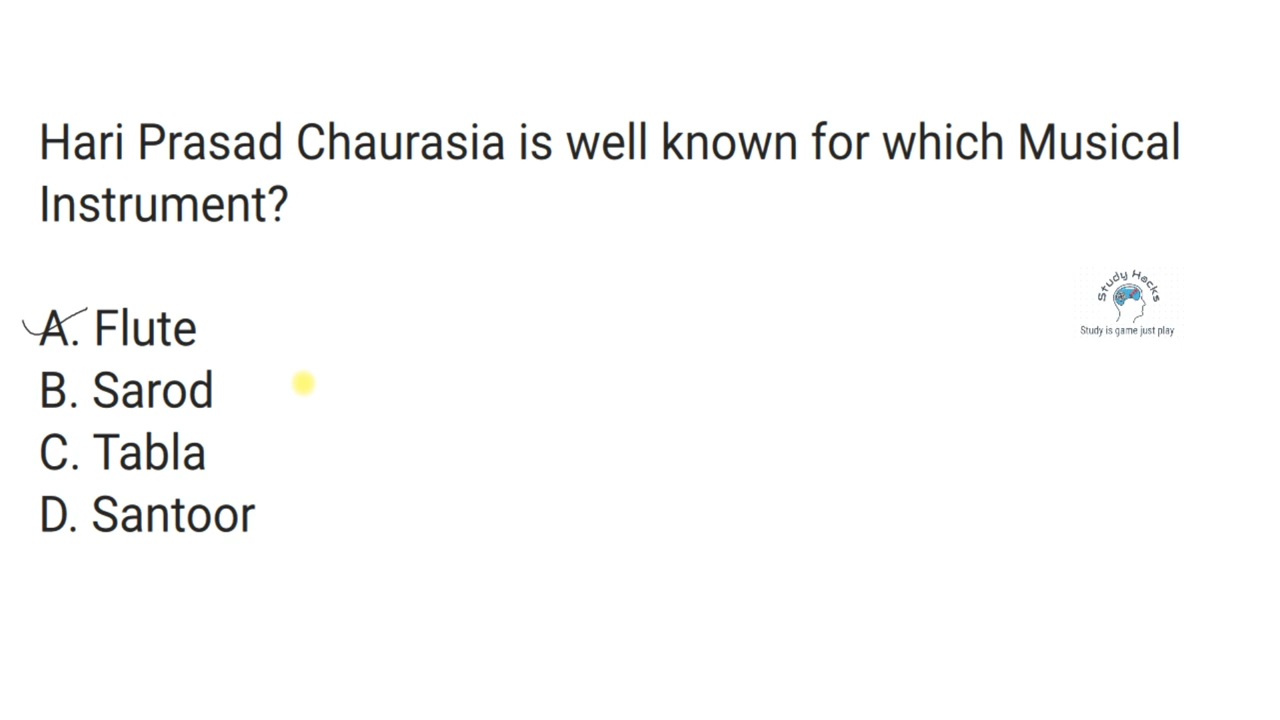 Hari Prasad Chaurasia is well known for which Musical
Instrument?
Study Hacks
Study is game just play
A. Flute
B. Sarod
C. Tabla
D. Santoor